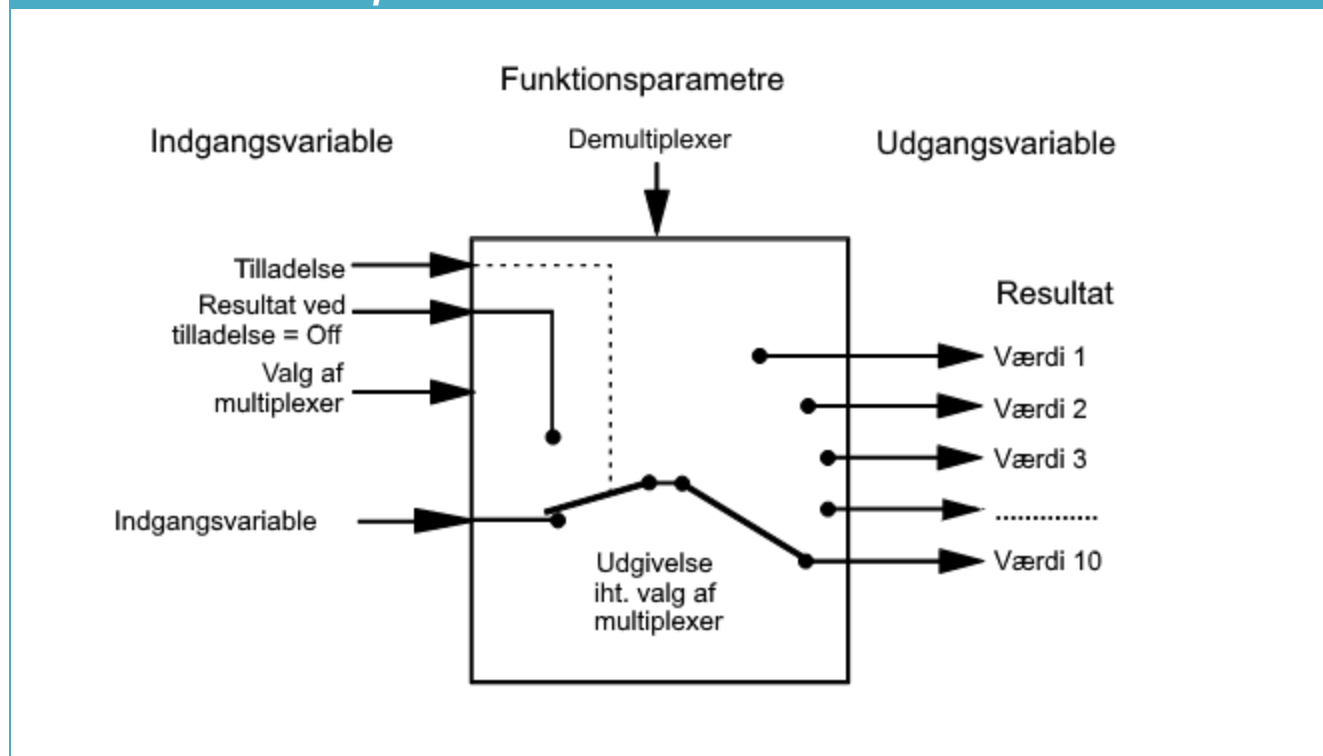 Funktionsparametre
Indgangsvariable
Demultiplexer
Udgangsvariable
Tilladelse
Resultat ved
tilladelse = Off
Valg af
multiplexer
Indgangsvariable
Udgivelse
iht. valg af
multiplexer
Resultat
Værdi 1
Værdi 2
Værdi 3
..............
Værdi 10